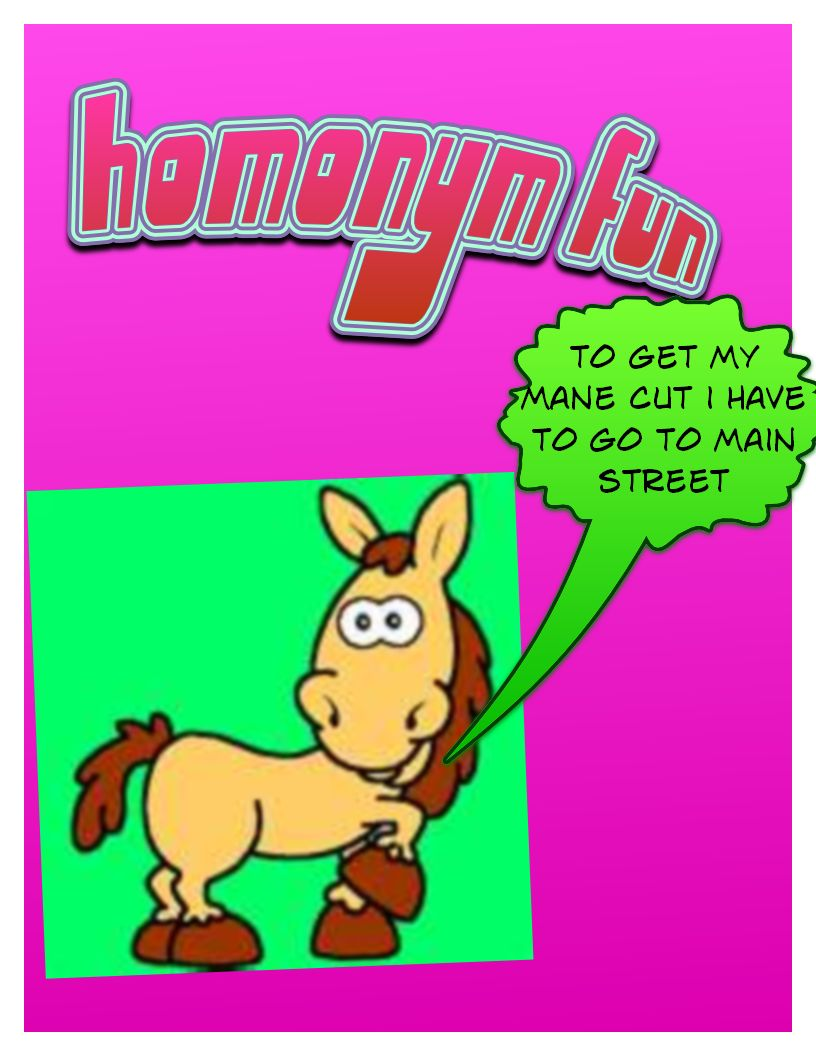 homonym fun
TO GET MY
MANE CUT I HAVE
TO GO TO MAIN
STREET